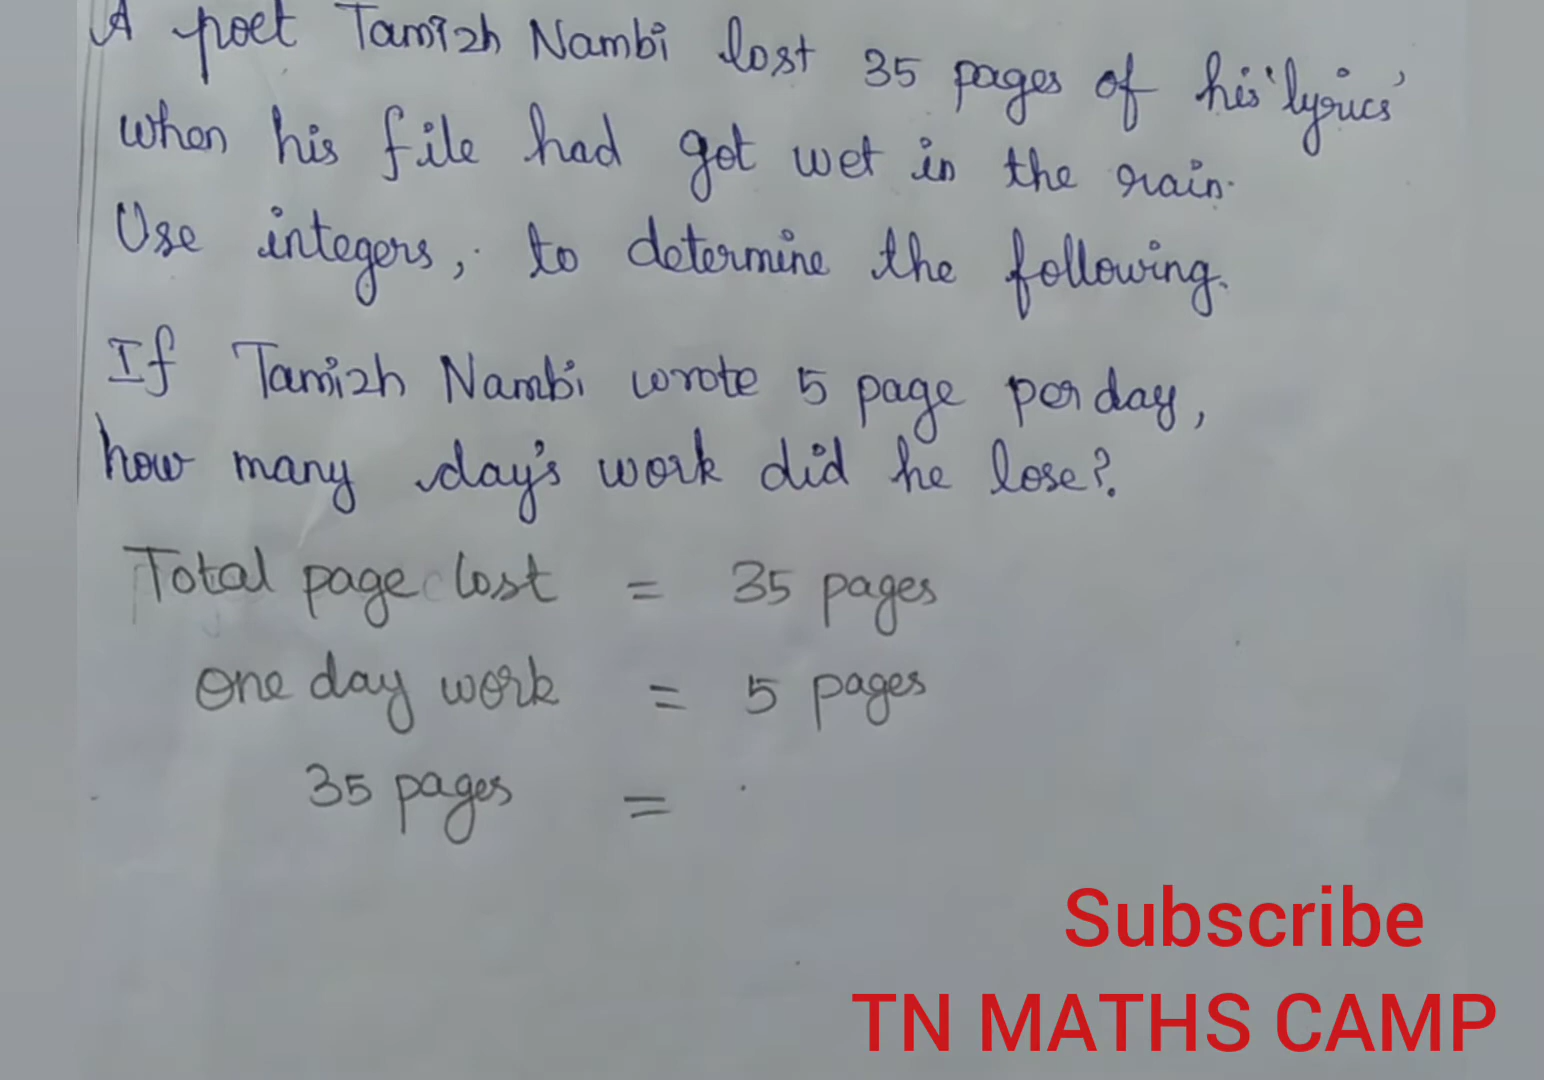 A poet Tamizh Nambi lost 35 pages of his 'lyrics'
when his file had got wet in the rain.
Use integers, to determine the following.
If Tamizh Nambi wrote 5 page per day,
how many day's work did he lose?
Total page lost = 35 pages
One day work = 5 pages
35 pages =
Subscribe
TN MATHS CAMP